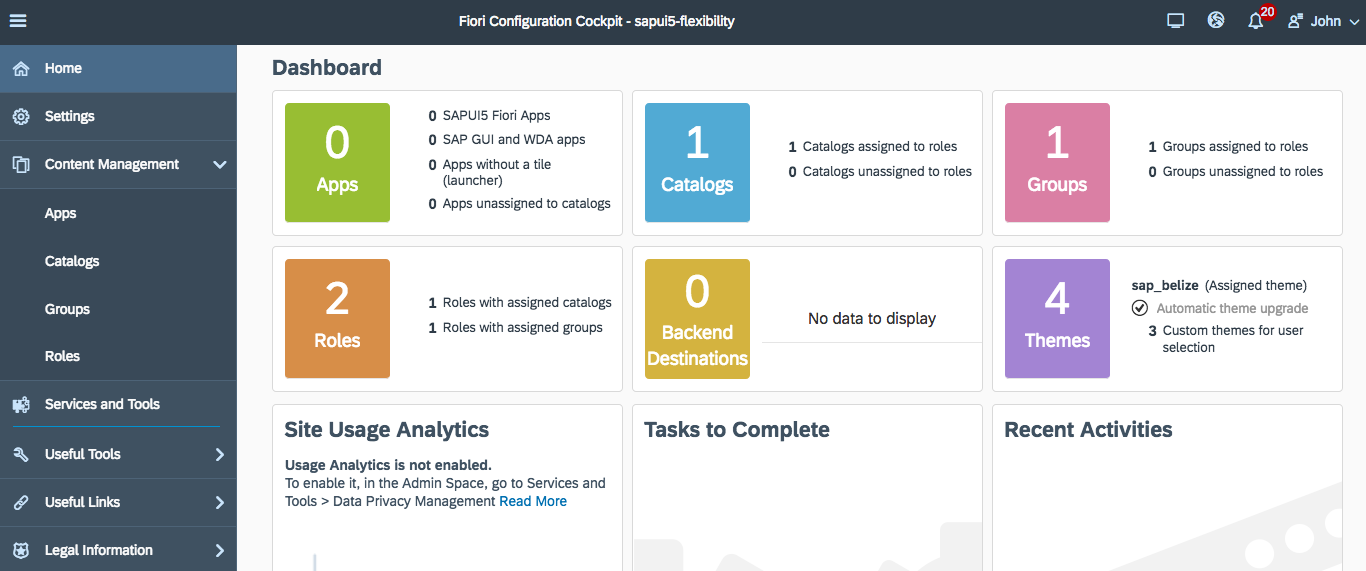 Fiori Configuration Cockpit - sapui5-flexibility
20
John
Home
Settings
Content Management
Apps
Catalogs
Groups
Roles
Services and Tools
Useful Tools
Useful Links
Legal Information
Dashboard
0
Apps
0 SAPUI5 Fiori Apps
0 SAP GUI and WDA apps
0 Apps without a tile
(launcher)
0 Apps unassigned to catalogs
1
Catalogs
1 Catalogs assigned to roles
0 Catalogs unassigned to roles
1
Groups
1 Groups assigned to roles
0 Groups unassigned to roles
2
Roles
1 Roles with assigned catalogs
1 Roles with assigned groups
0
Backend
Destinations
No data to display
4
Themes
sap_belize (Assigned theme)
Automatic theme upgrade
3 Custom themes for user
selection
Site Usage Analytics
Usage Analytics is not enabled.
To enable it, in the Admin Space, go to Services and
Tools > Data Privacy Management Read More
Tasks to Complete
Recent Activities